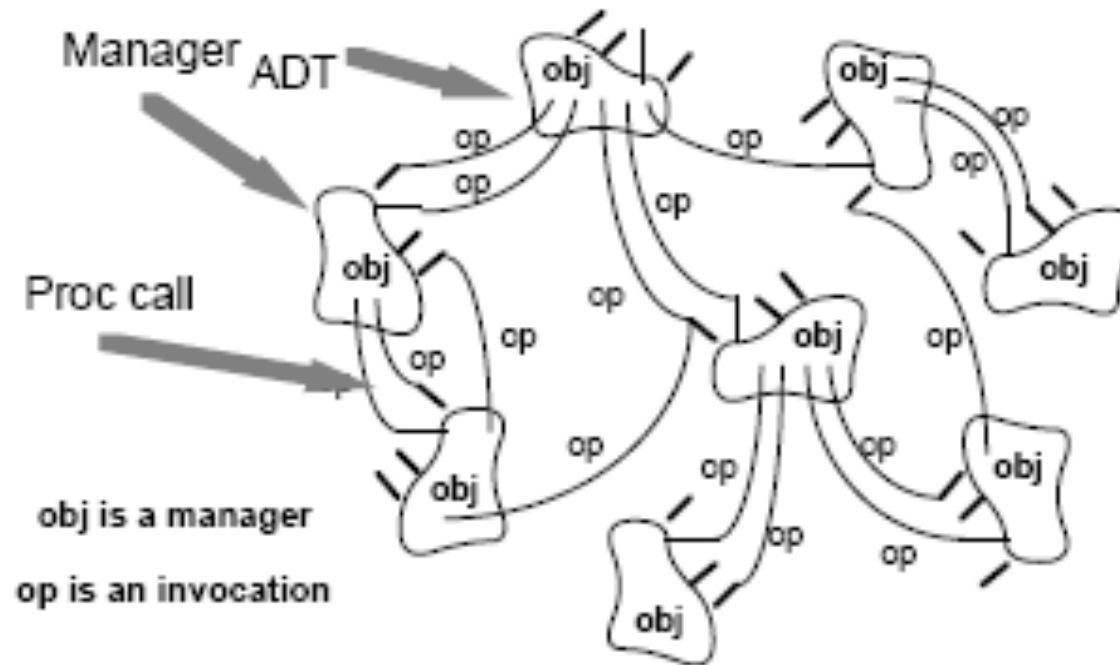 Manager
ADT
obj
obj
op
op
op
op
op
op
obj
obj
Proc call
op
obj
op
op
op
op
obj
obj
op
op
op
op
obj
obj is a manager
op is an invocation